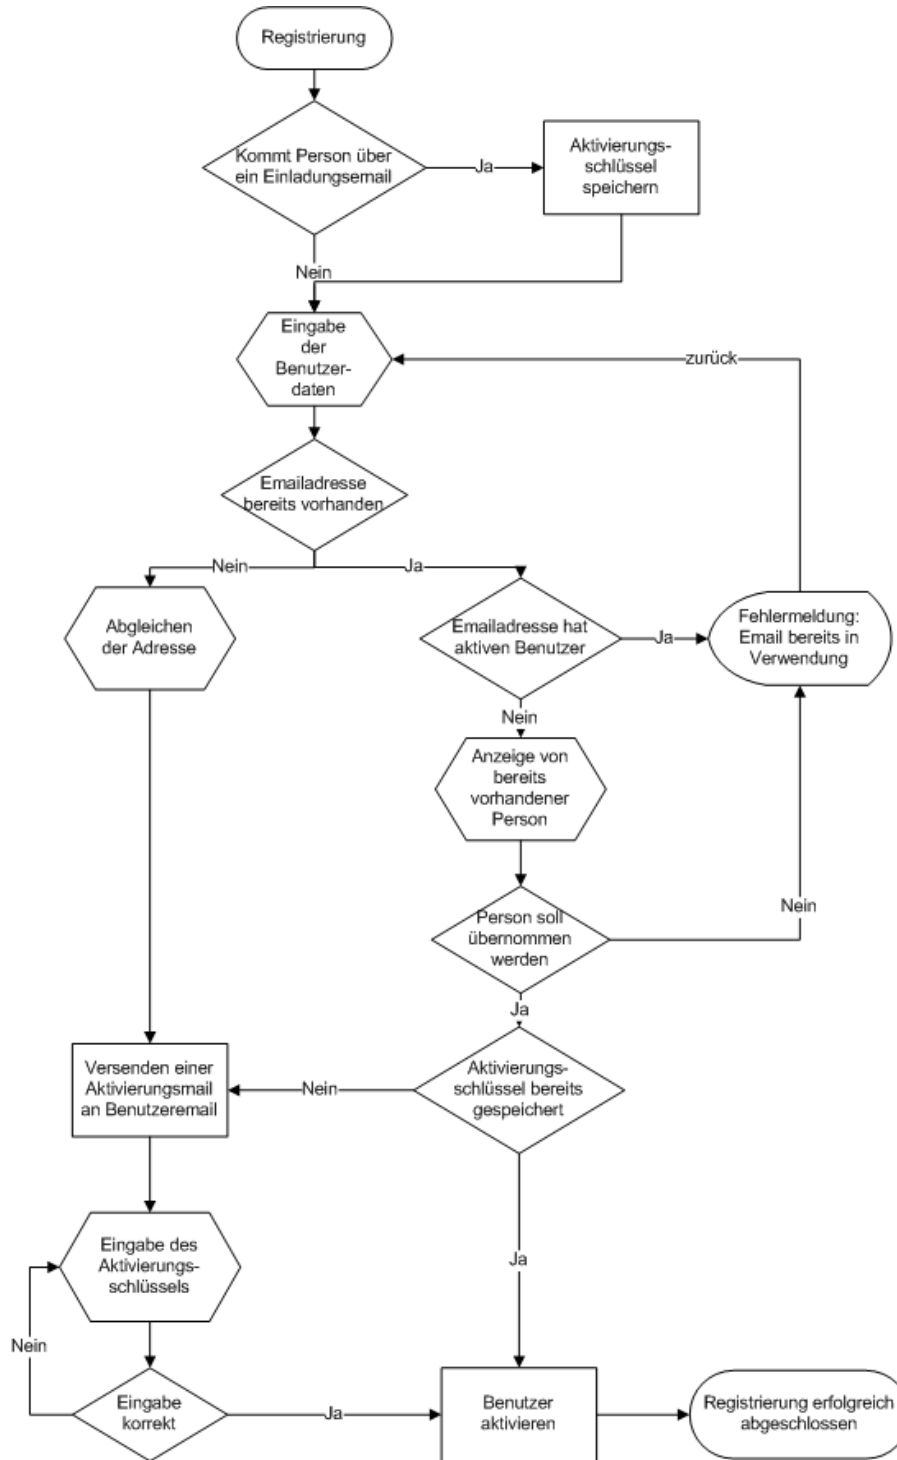 Registrierung
Kommt Person über
ein Einladungsemail
Ja
Aktivierungs-
schlüssel
speichern
Nein
Eingabe
der
Benutzer-
daten
zurück
Emailadresse
bereits vorhanden
Nein
Ja
Abgleichen
der Adresse
Emailadresse hat
aktiven Benutzer
Ja
Fehlermeldung:
Email bereits in
Verwendung
Nein
Anzeige von
bereits
vorhandener
Person
Person soll
übernommen
werden
Nein
Ja
Versenden einer
Aktivierungsmail
an Benutzeremail
Nein
Aktivierungs-
schlüssel bereits
gespeichert
Eingabe des
Aktivierungs-
schlüssels
Ja
Nein
Eingabe
korrekt
Ja
Benutzer
aktivieren
Registrierung erfolgreich
abgeschlossen